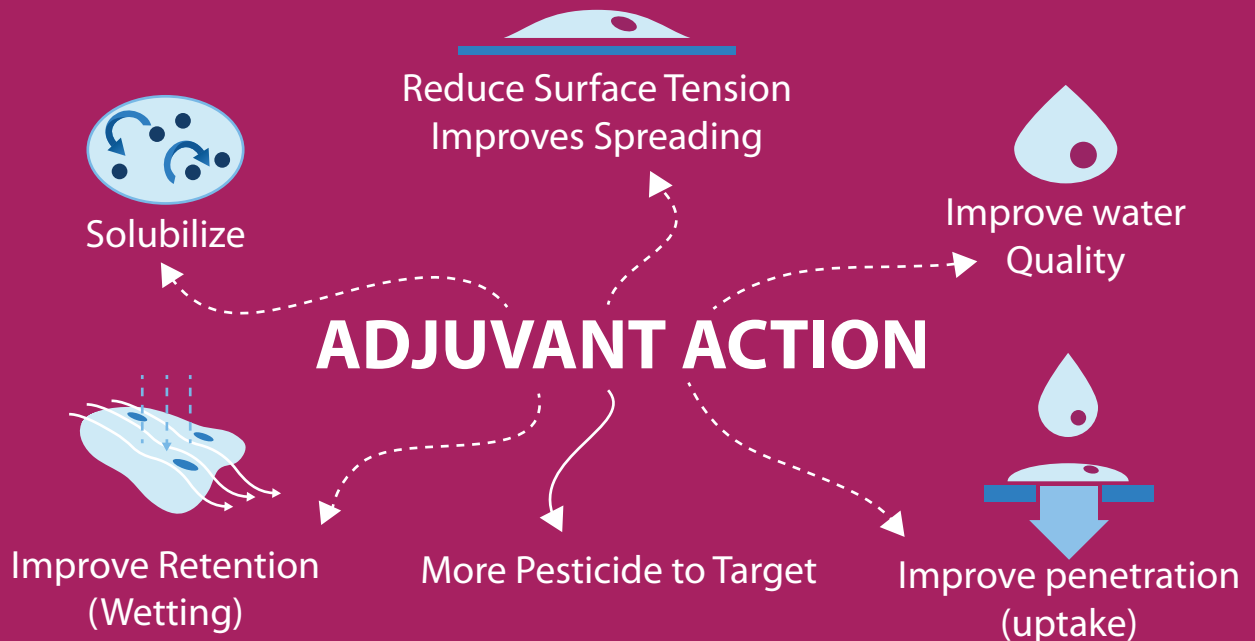 Reduce Surface Tension
Improves Spreading
Solubilize
Improve water
Quality
ADJUVANT ACTION
Improve Retention
(Wetting)
More Pesticide to Target
Improve penetration
(uptake)